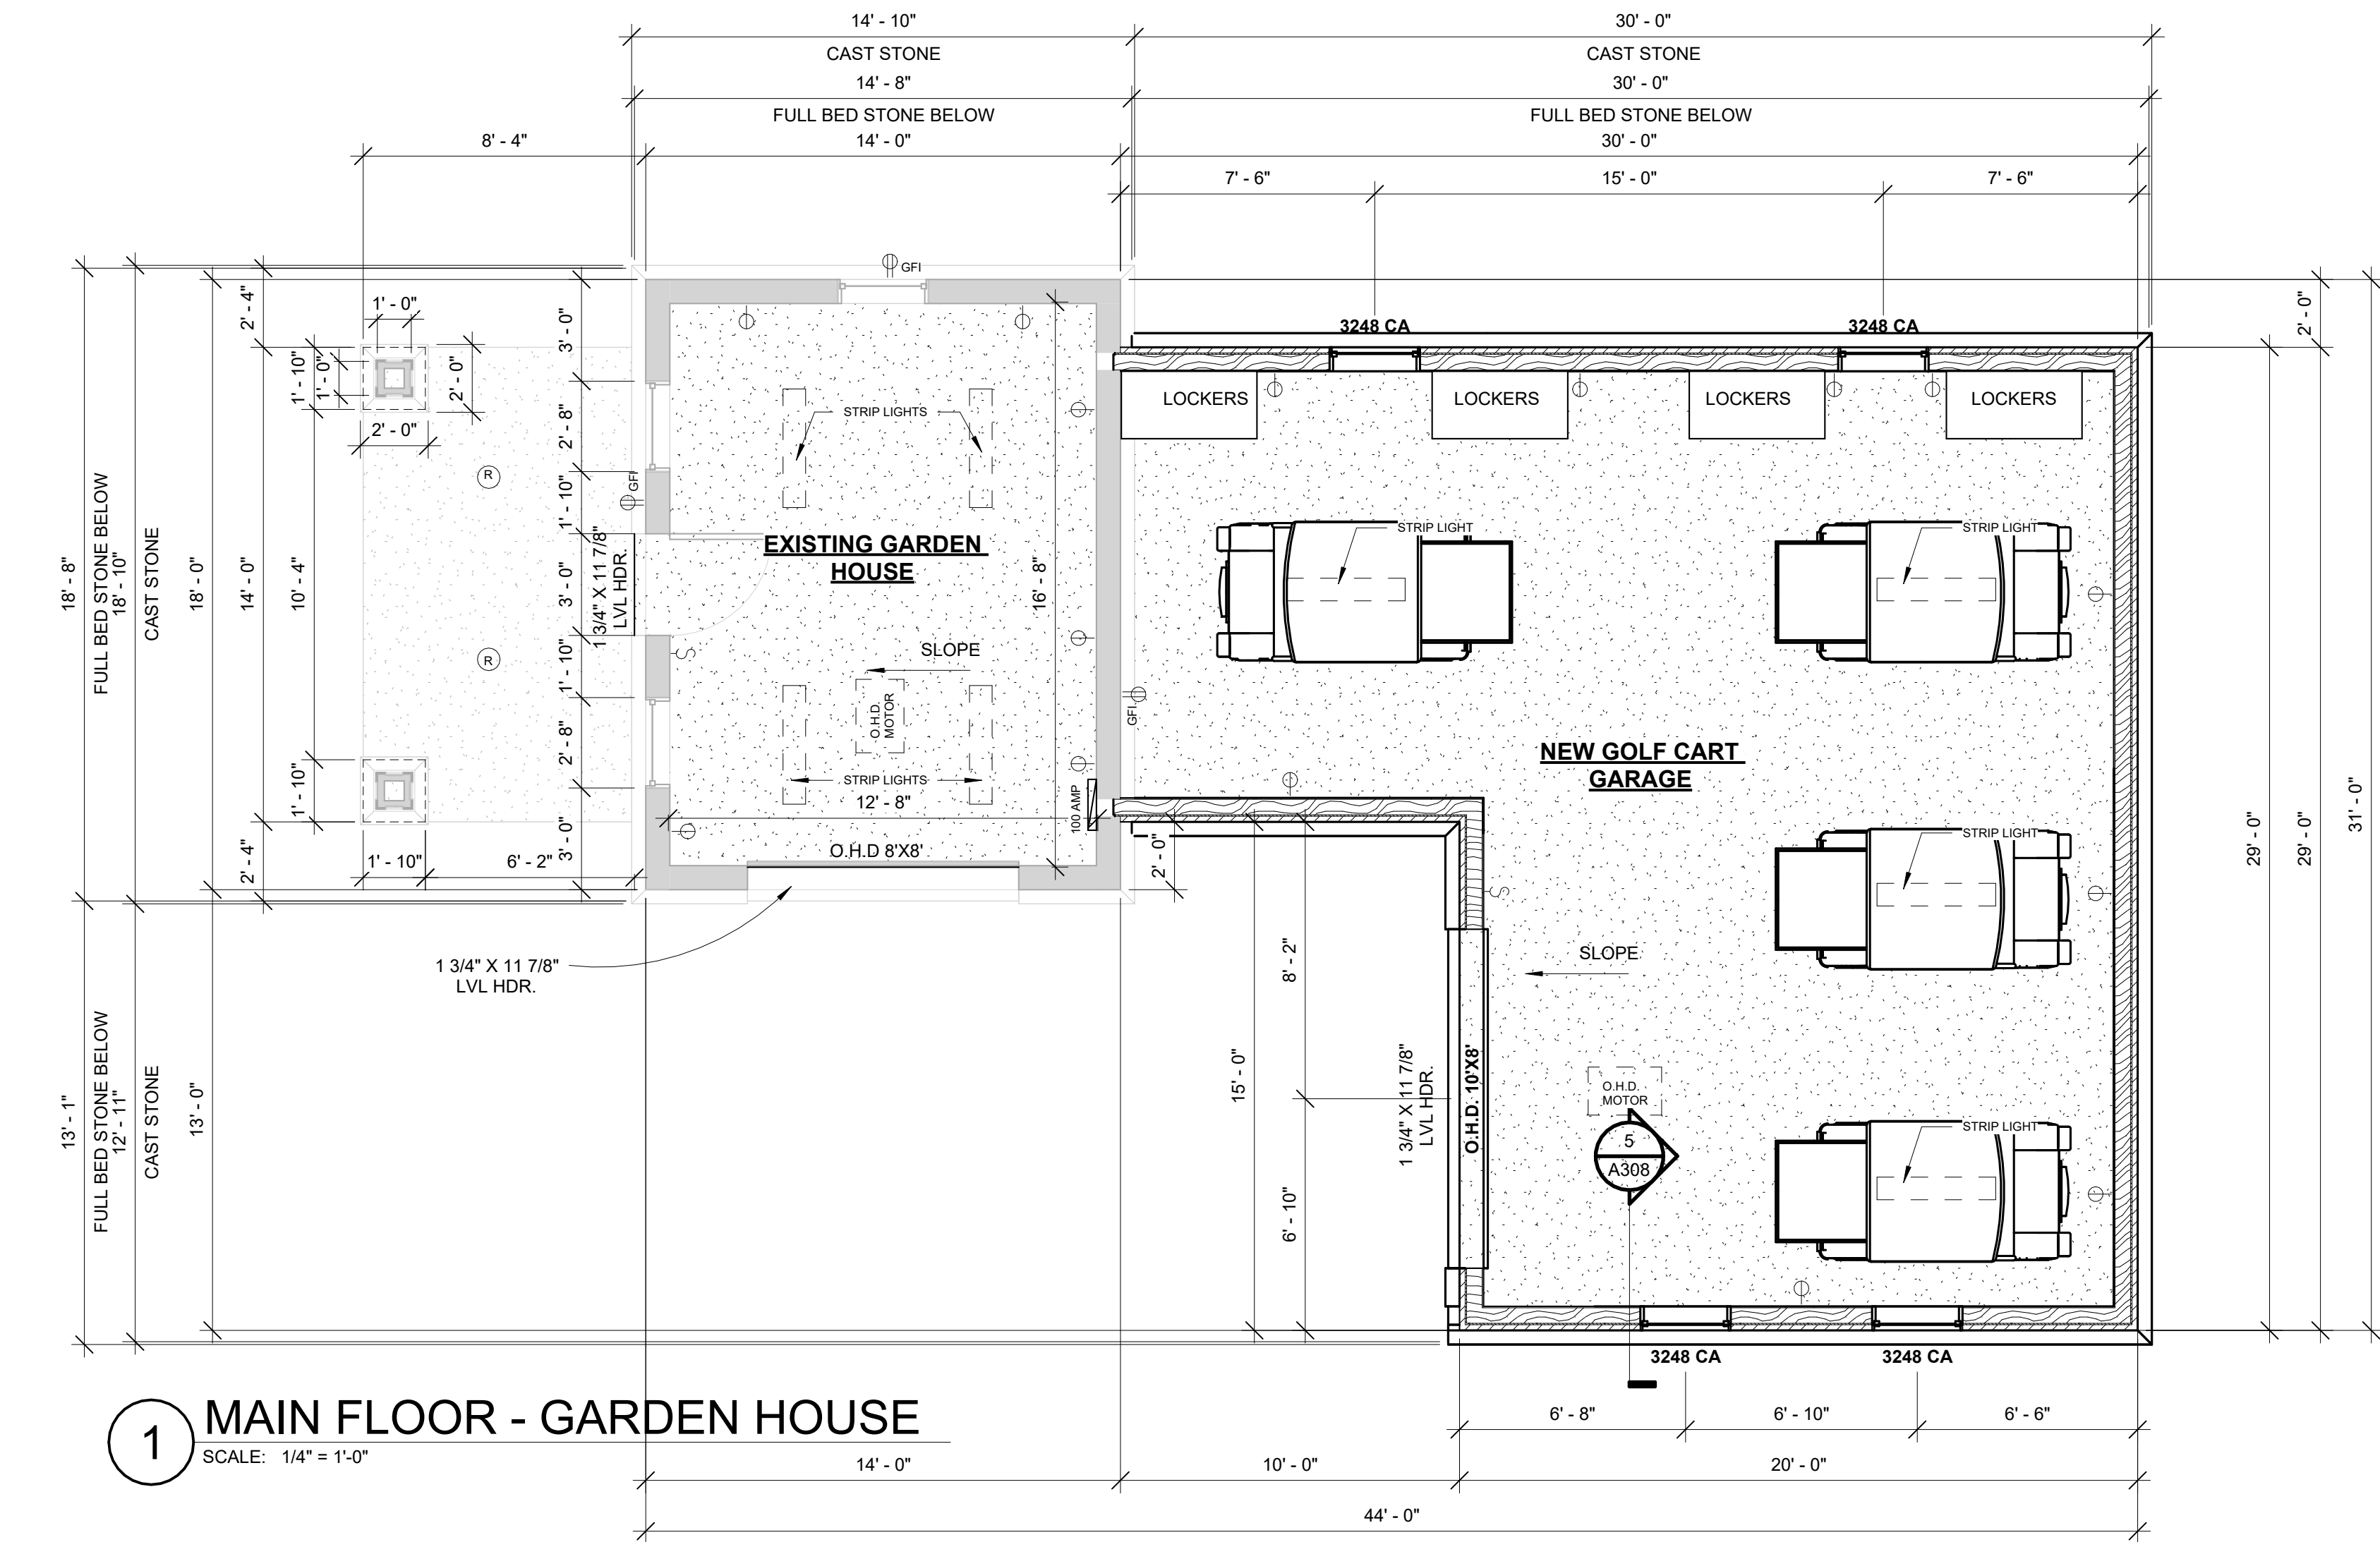 14' - 10"
30' - 0"
CAST STONE
CAST STONE
14' - 8"
30' - 0"
FULL BED STONE BELOW
FULL BED STONE BELOW
8' - 4"
14' - 0"
30' - 0"
7' - 6"
15' - 0"
7' - 6"
GFI
2' - 4"
1' - 0"
3' - 0"
3248 CA
3248 CA
2' - 0"
1' - 10"
1' - 0"
2' - 0"
2' - 0"
2' - 8"
STRIP LIGHTS
LOCKERS
LOCKERS
LOCKERS
LOCKERS
R
GFI
1' - 10"
STRIP LIGHT
STRIP LIGHT
EXISTING GARDEN
HOUSE
18' - 8"
FULL BED STONE BELOW
18' - 10"
CAST STONE
18' - 0"
14' - 0"
10' - 4"
3' - 0"
1 3/4" X 11 7/8"
LVL HDR.
16' - 8"
R
1' - 10"
SLOPE
O.H.D.
MOTOR
GFI
2' - 8"
STRIP LIGHTS
12' - 8"
100 AMP
NEW GOLF CART
GARAGE
1' - 10"
2' - 4"
1' - 10"
6' - 2"
3' - 0"
O.H.D 8'X8'
2' - 0"
STRIP LIGHT
29' - 0"
29' - 0"
31' - 0"
1 3/4" X 11 7/8"
LVL HDR.
8' - 2"
SLOPE
13' - 1"
FULL BED STONE BELOW
12' - 11"
CAST STONE
13' - 0"
15' - 0"
6' - 10"
1 3/4" X 11 7/8"
LVL HDR.
O.H.D. 10'X8'
O.H.D.
MOTOR
5
A308
STRIP LIGHT
3248 CA
3248 CA
1
MAIN FLOOR - GARDEN HOUSE
SCALE: 1/4" = 1'-0"
6' - 8"
6' - 10"
6' - 6"
14' - 0"
10' - 0"
20' - 0"
44' - 0"